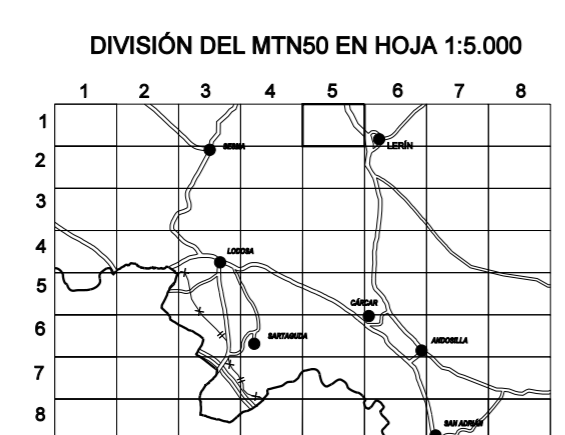 DIVISIÓN DEL MTN50 EN HOJA 1:5.000
1 2 3 4 5 6 7 8
1
LERÍN
SESMA
2
3
4
LODOSA
5
CÁRCAR
6
SARTAGUDA
ANDOSILLA
7
8
SAN ADRIÁN